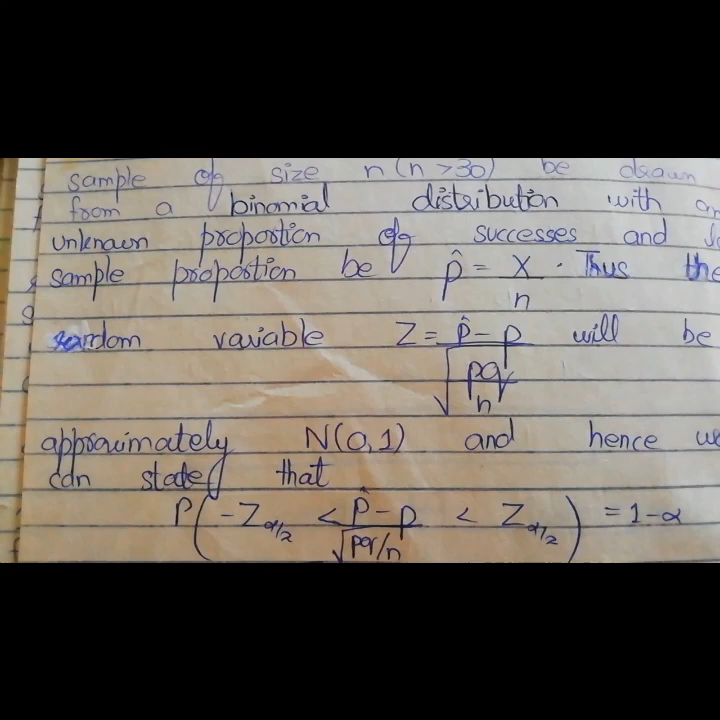 sample of size n (n > 30) be drawn
from a binomial distribution with an
unknown proportion of successes and
sample proportion be p̂ = X/n. Thus the
random variable Z = (p̂ - p)/√(pq/n) will be
approximately N(0,1) and hence we
can state that
P(-Z_{α/2} < (p̂ - p)/√(pq/n) < Z_{α/2}) = 1-α